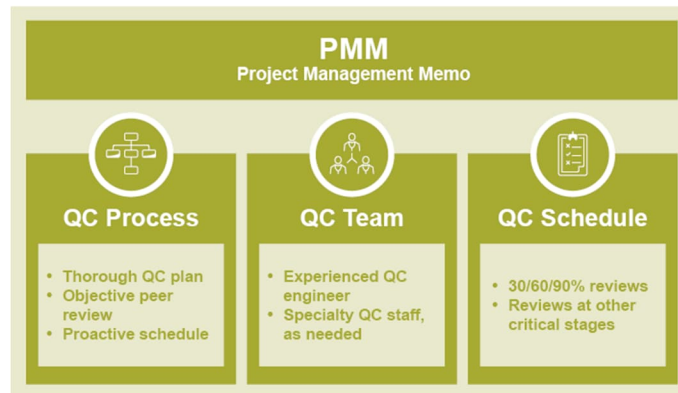 PMM
Project Management Memo
QC Process
• Thorough QC plan
• Objective peer
review
• Proactive schedule
QC Team
• Experienced QC
engineer
• Specialty QC staff,
as needed
QC Schedule
• 30/60/90% reviews
• Reviews at other
critical stages